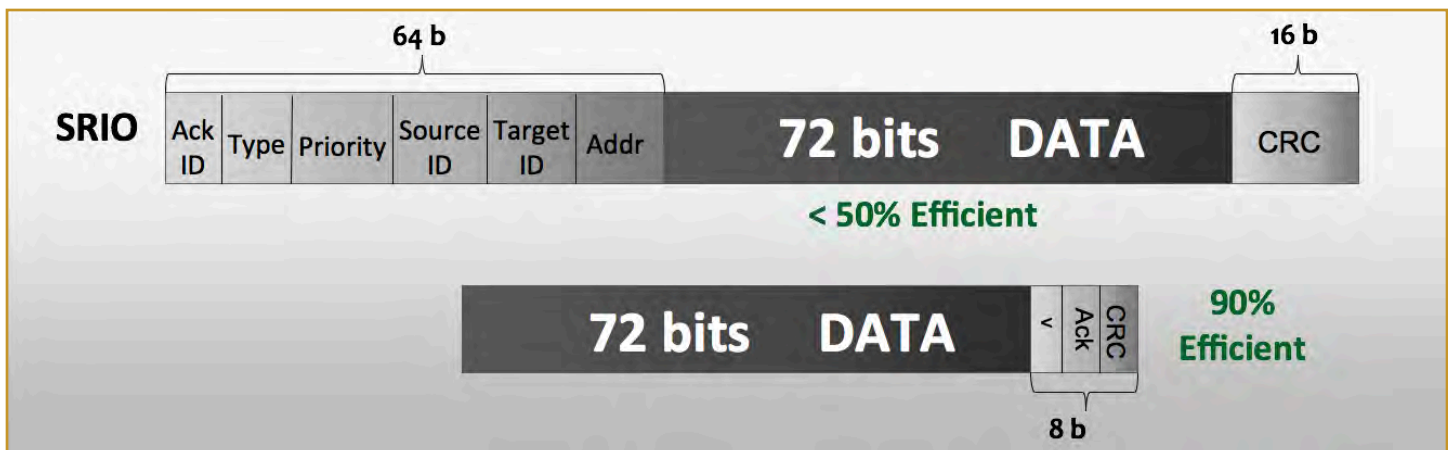 64 b
16 b
SRIO
Ack ID
Type
Priority
Source ID
Target ID
Addr
72 bits DATA
CRC
< 50% Efficient
72 bits DATA
v
Ack
CRC
90%
Efficient
8 b